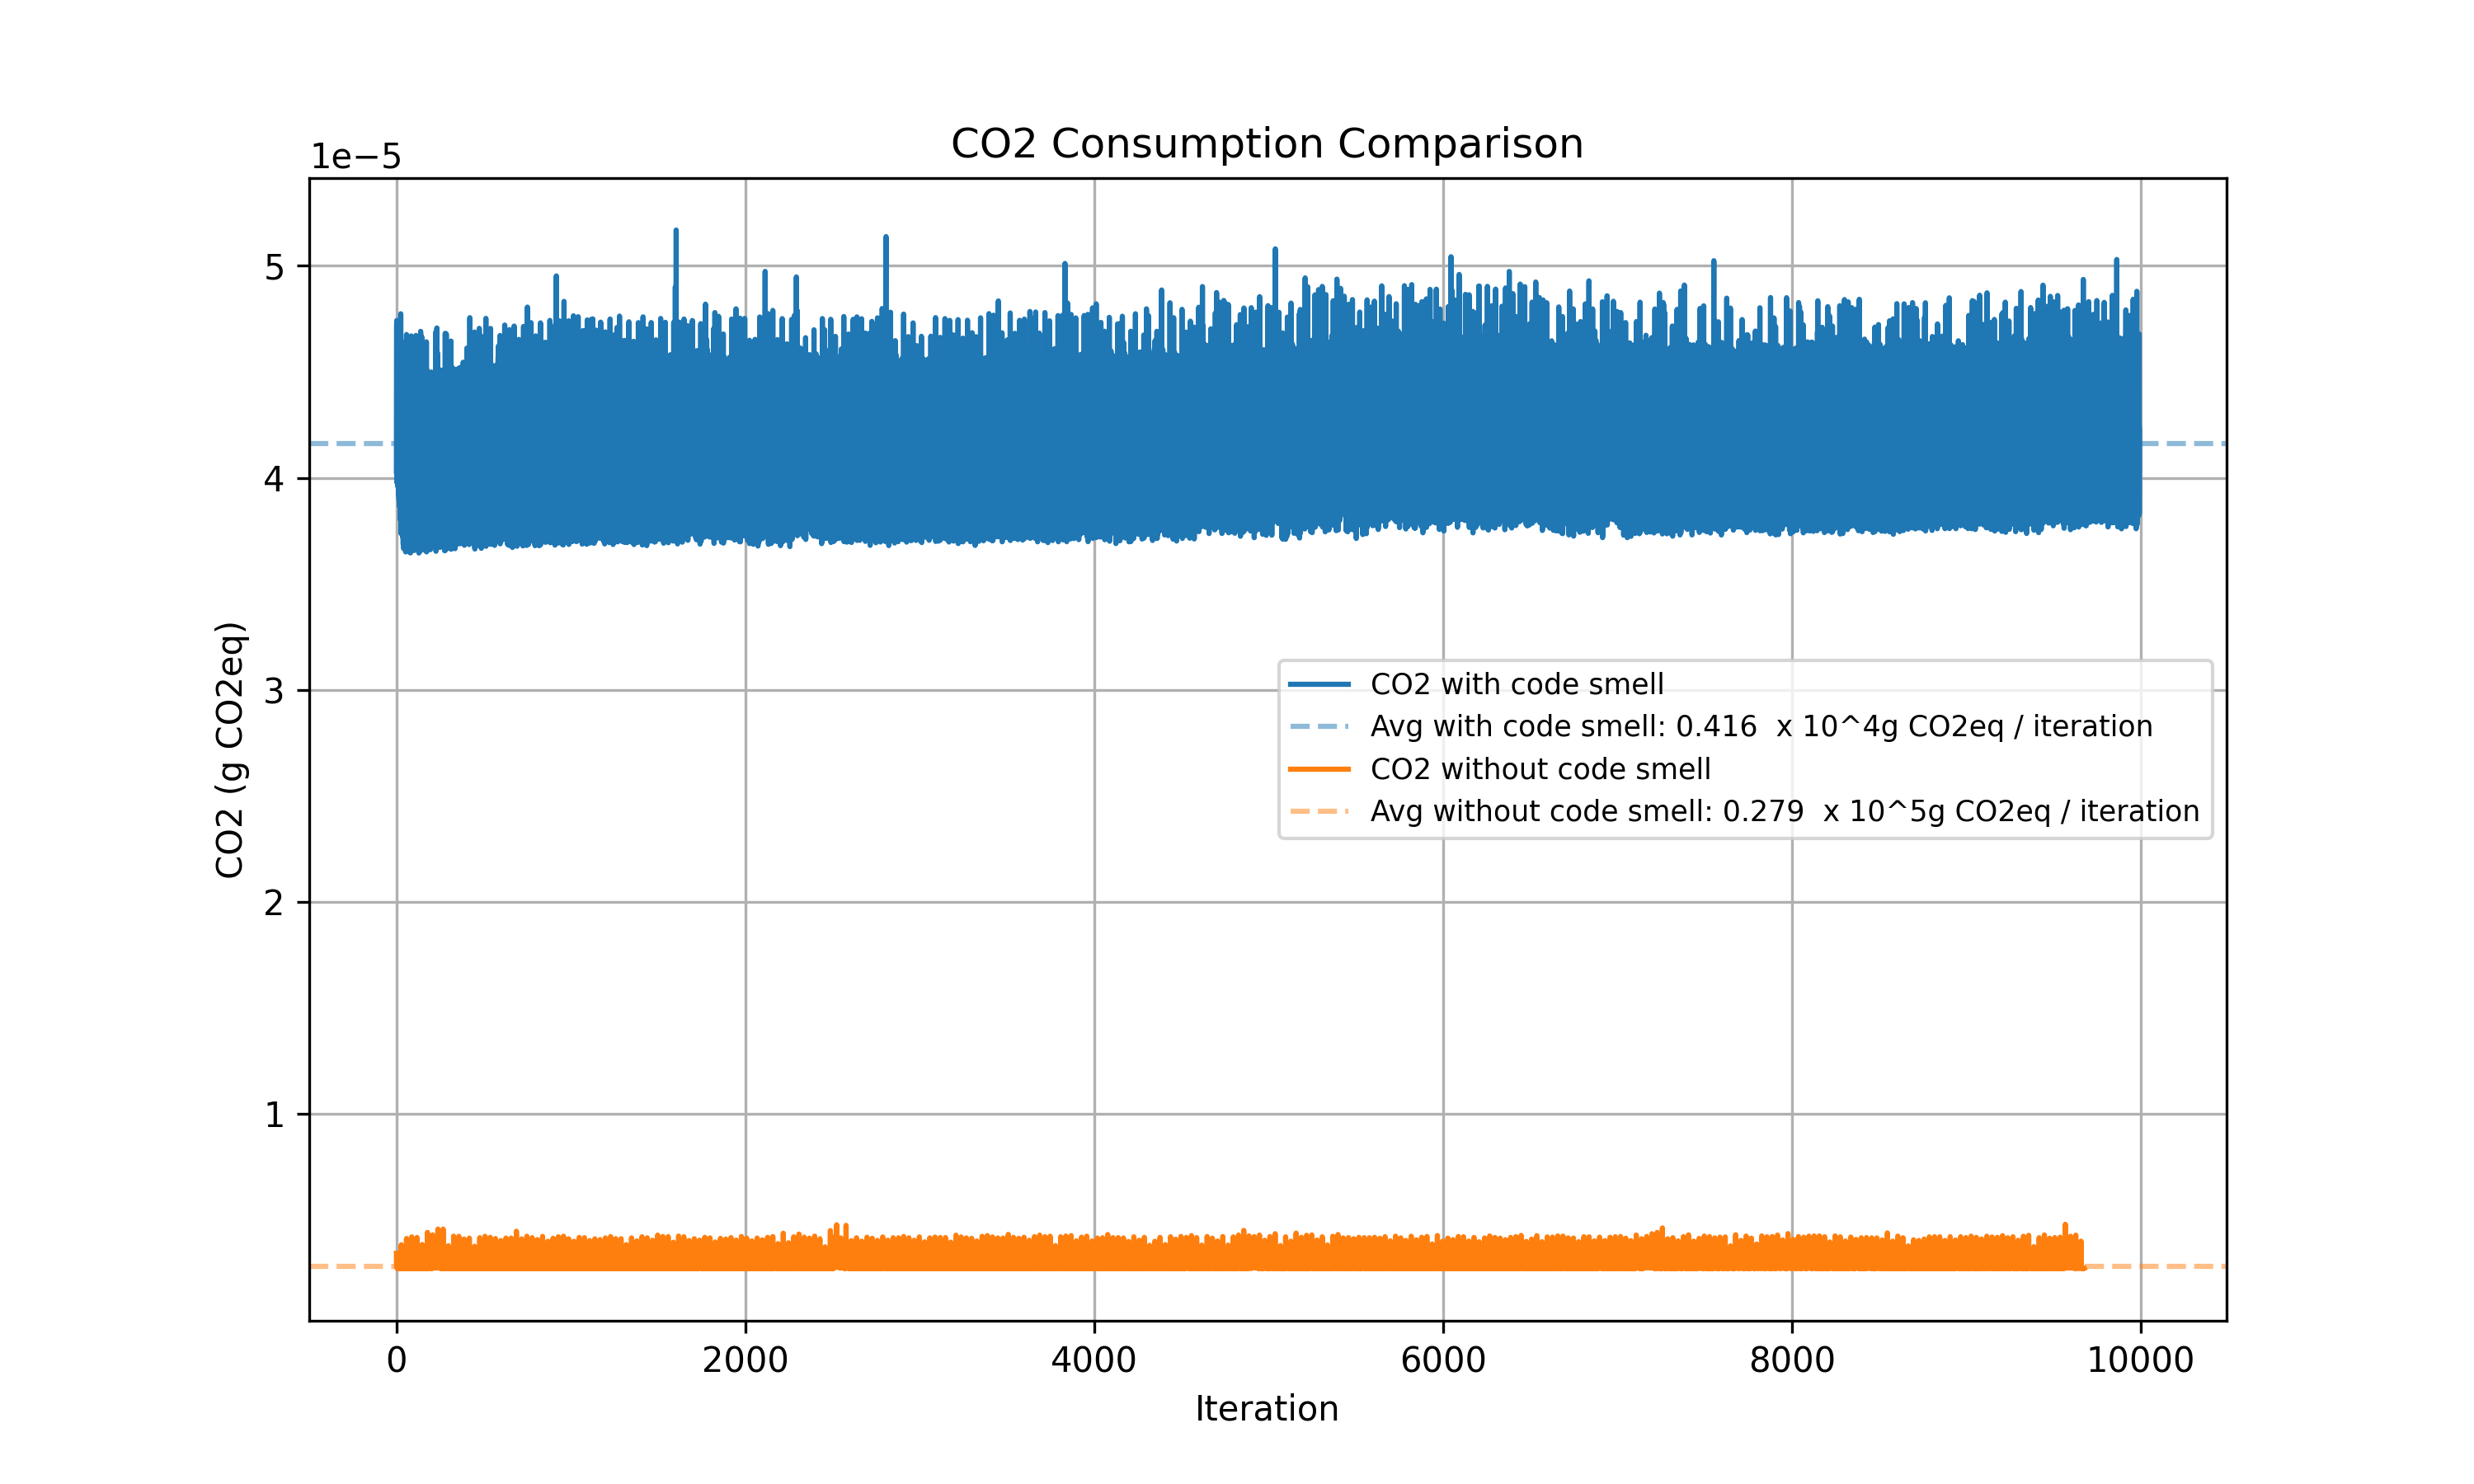 CO2 Consumption Comparison
1e−5
5
4
3
2
1
CO2 (g CO2eq)
CO2 with code smell
Avg with code smell: 0.416  x 10^4g CO2eq / iteration
CO2 without code smell
Avg without code smell: 0.279  x 10^5g CO2eq / iteration
0 2000 4000 6000 8000 10000
Iteration